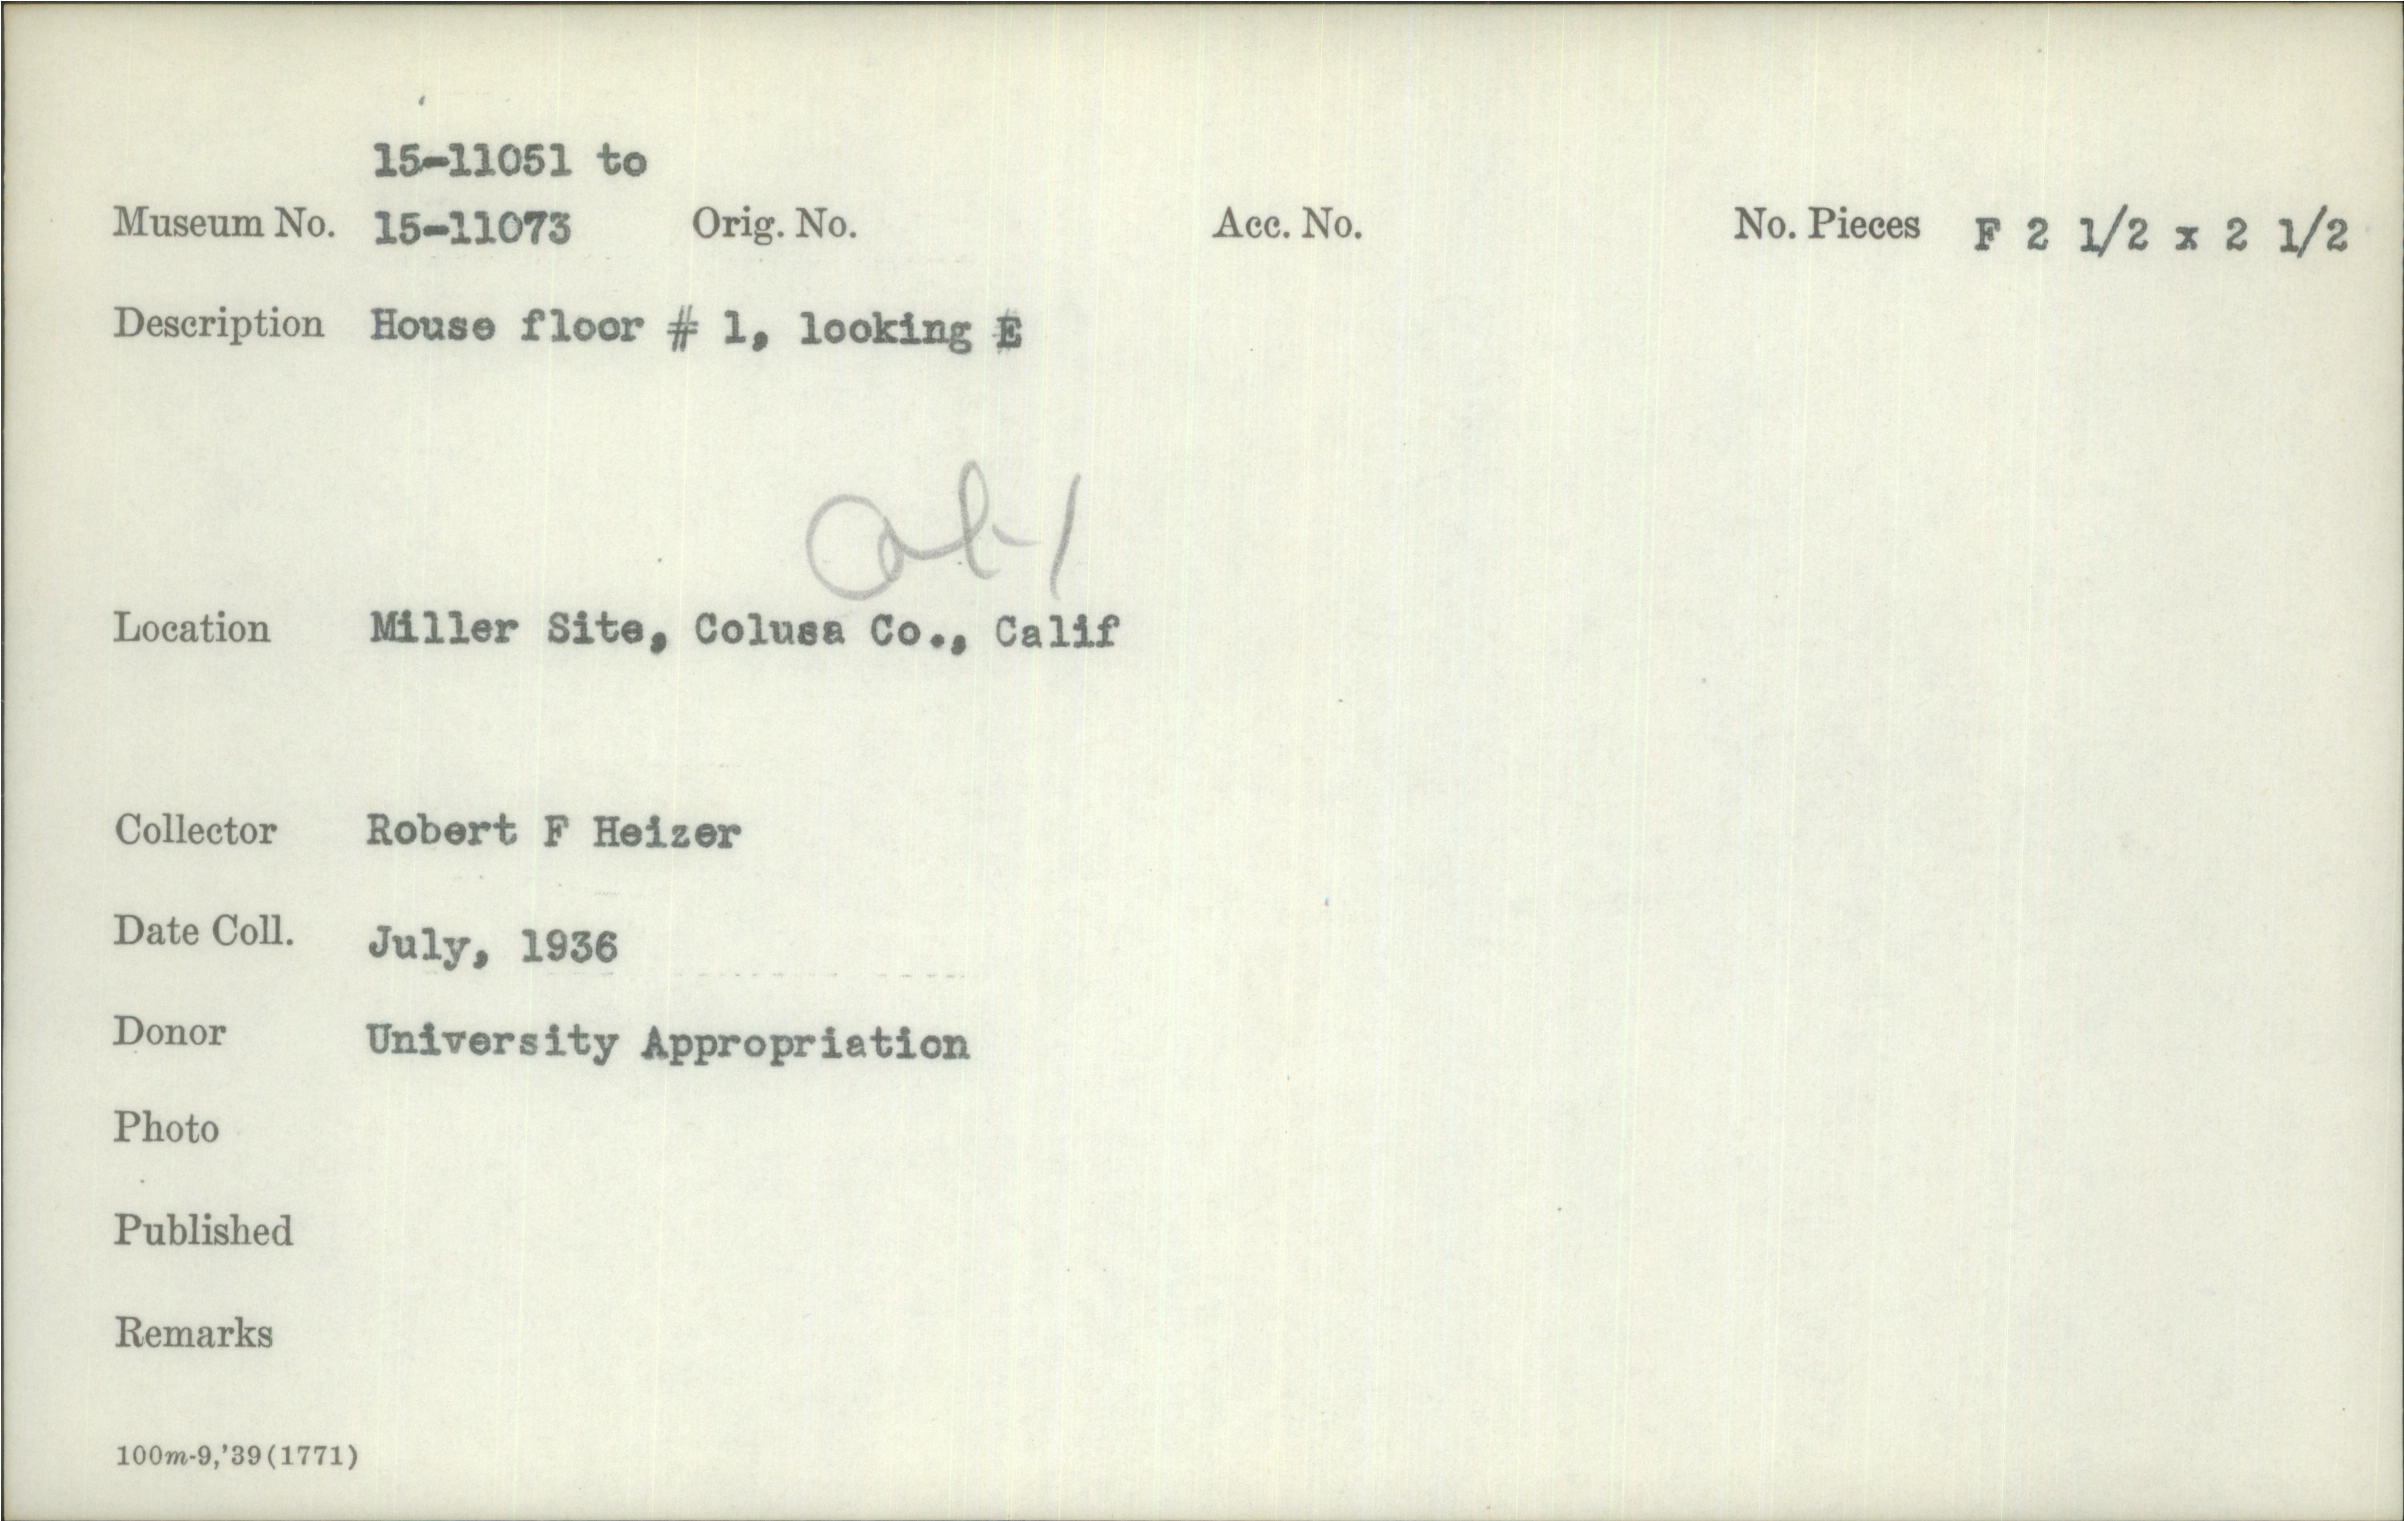 15-11051 to
Museum No. 15-11073 Orig. No. Acc. No. No. Pieces F 2 1/2 x 2 1/2
Description House floor # 1, looking E
Location Miller Site, Colusa Co., Calif
Collector Robert F Heizer
Date Coll. July, 1936
Donor University Appropriation
Photo
Published
Remarks
100m-9,'39(1771)